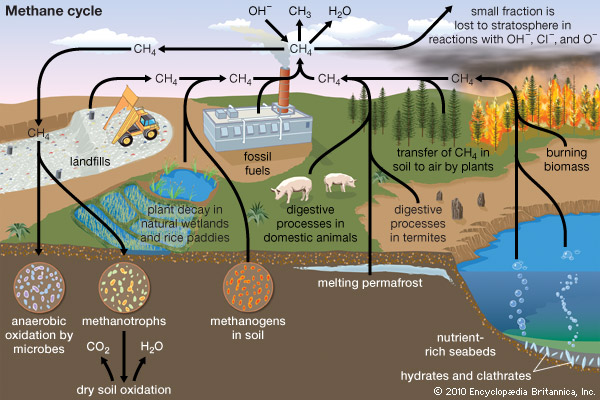 Methane cycle
OH⁻ CH₃ H₂O
small fraction is
lost to stratosphere in
reactions with OH⁻, Cl⁻, and O⁻
CH₄ CH₄
CH₄ CH₄ CH₄ CH₄
CH₄
landfills
fossil
fuels
transfer of CH₄ in
soil to air by plants
burning
biomass
plant decay in
natural wetlands
and rice paddies
digestive
processes in
domestic animals
digestive
processes
in termites
melting permafrost
anaerobic
oxidation by
microbes
methanotrophs
methanogens
in soil
CO₂ H₂O
dry soil oxidation
nutrient-
rich seabeds
hydrates and clathrates
© 2010 Encyclopædia Britannica, Inc.